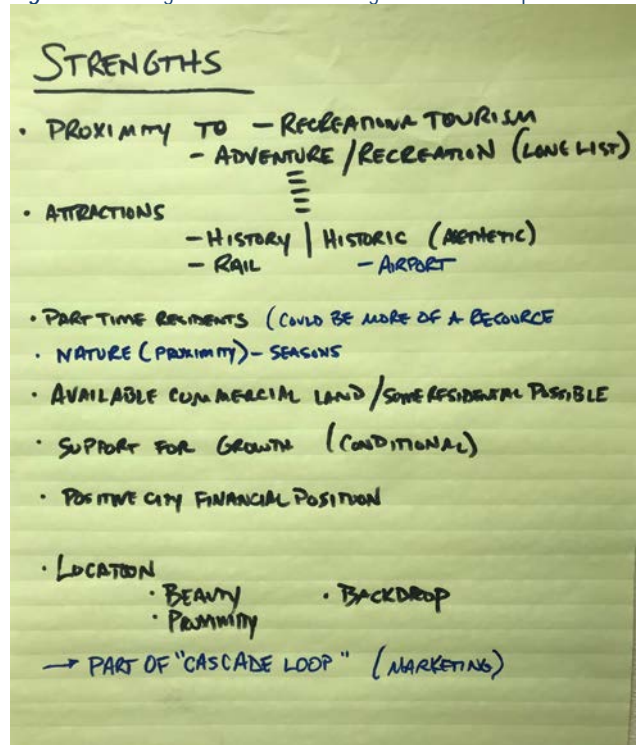 STRENGTHS
• PROXIMITY TO - RECREATIONA TOURISM
- ADVENTURE / RECREATION (LONG LIST)
• ATTRACTIONS
- HISTORY | HISTORIC (AESTHETIC)
- RAIL - AIRPORT
• PART TIME RESIDENTS (COULD BE MORE OF A RESOURCE
• NATURE (PROXIMITY) - SEASONS
• AVAILABLE COMMERCIAL LAND / SOME RESIDENTAL POSSIBLE
• SUPPORT FOR GROWTH (CONDITIONAL)
• POSITIVE CITY FINANCIAL POSITION
• LOCATION
• BEAUTY • BACKDROP
• PROXIMITY
→ PART OF "CASCADE LOOP" (MARKETING)